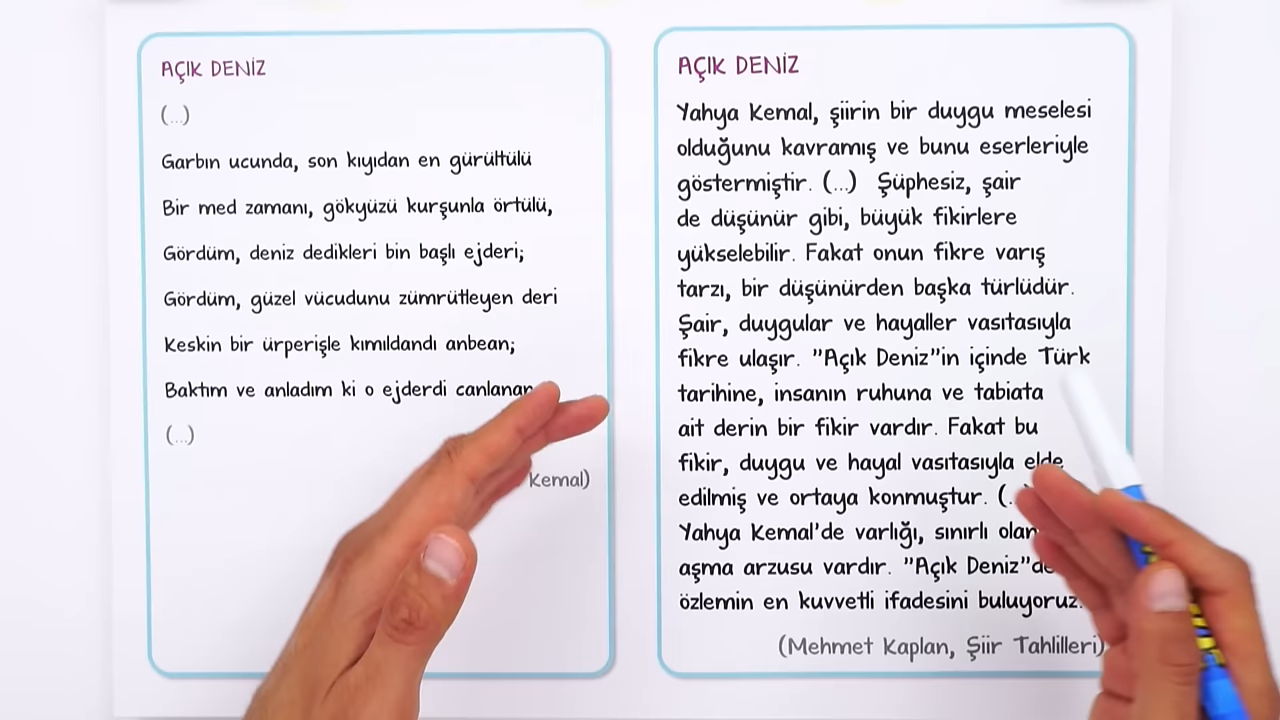 AÇIK DENİZ
(...)
Garbın ucunda, son kıyıdan en gürültülü
Bir med zamanı, gökyüzü kurşunla örtülü,
Gördüm, deniz dedikleri bin başlı ejderi;
Gördüm, güzel vücudunu zümrütleyen deri
Keskin bir ürperişle kımıldandı anbean;
Baktım ve anladım ki o ejderdi canlanan
(...)
Kemal)
AÇIK DENİZ
Yahya Kemal, şiirin bir duygu meselesi
olduğunu kavramış ve bunu eserleriyle
göstermiştir. (...) Şüphesiz, şair
de düşünür gibi, büyük fikirlere
yükselebilir. Fakat onun fikre varış
tarzı, bir düşünürden başka türlüdür.
Şair, duygular ve hayaller vasıtasıyla
fikre ulaşır. "Açık Deniz"in içinde Türk
tarihine, insanın ruhuna ve tabiata
ait derin bir fikir vardır. Fakat bu
fikir, duygu ve hayal vasıtasıyla elde
edilmiş ve ortaya konmuştur. (.
Yahya Kemal'de varlığı, sınırlı olan
aşma arzusu vardır. "Açık Deniz"de
özlemin en kuvvetli ifadesini buluyoruz.
(Mehmet Kaplan, Şiir Tahlilleri)